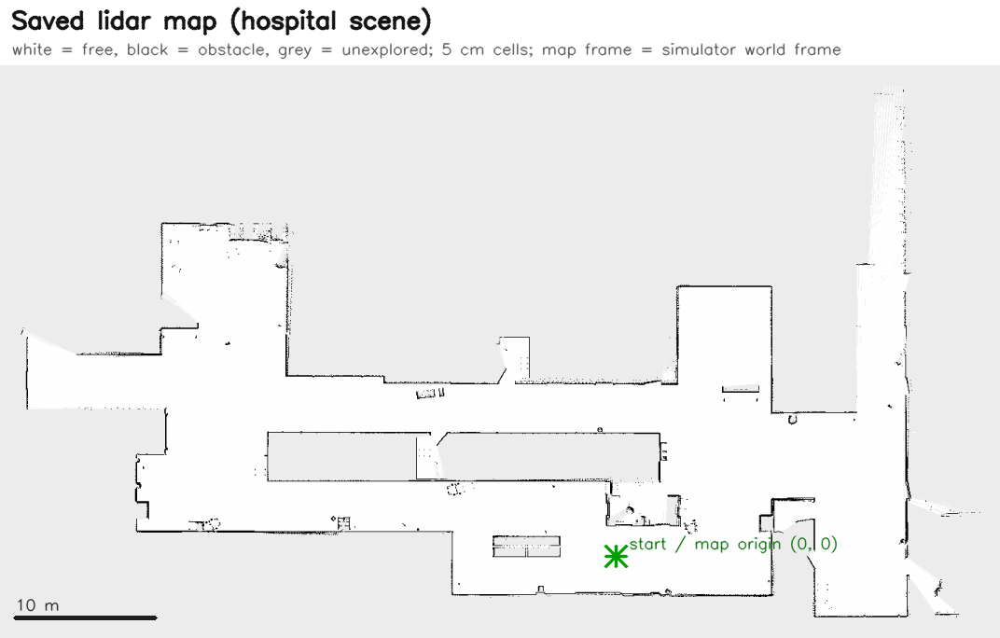 Saved lidar map (hospital scene)
white = free, black = obstacle, grey = unexplored; 5 cm cells; map frame = simulator world frame
start / map origin (0, 0)
10 m